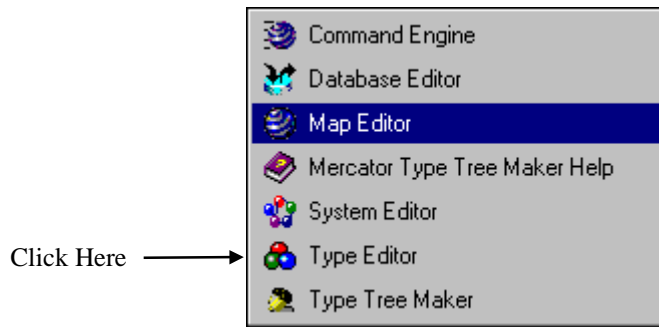 Command Engine
Database Editor
Map Editor
Mercator Type Tree Maker Help
System Editor
Click Here
Type Editor
Type Tree Maker